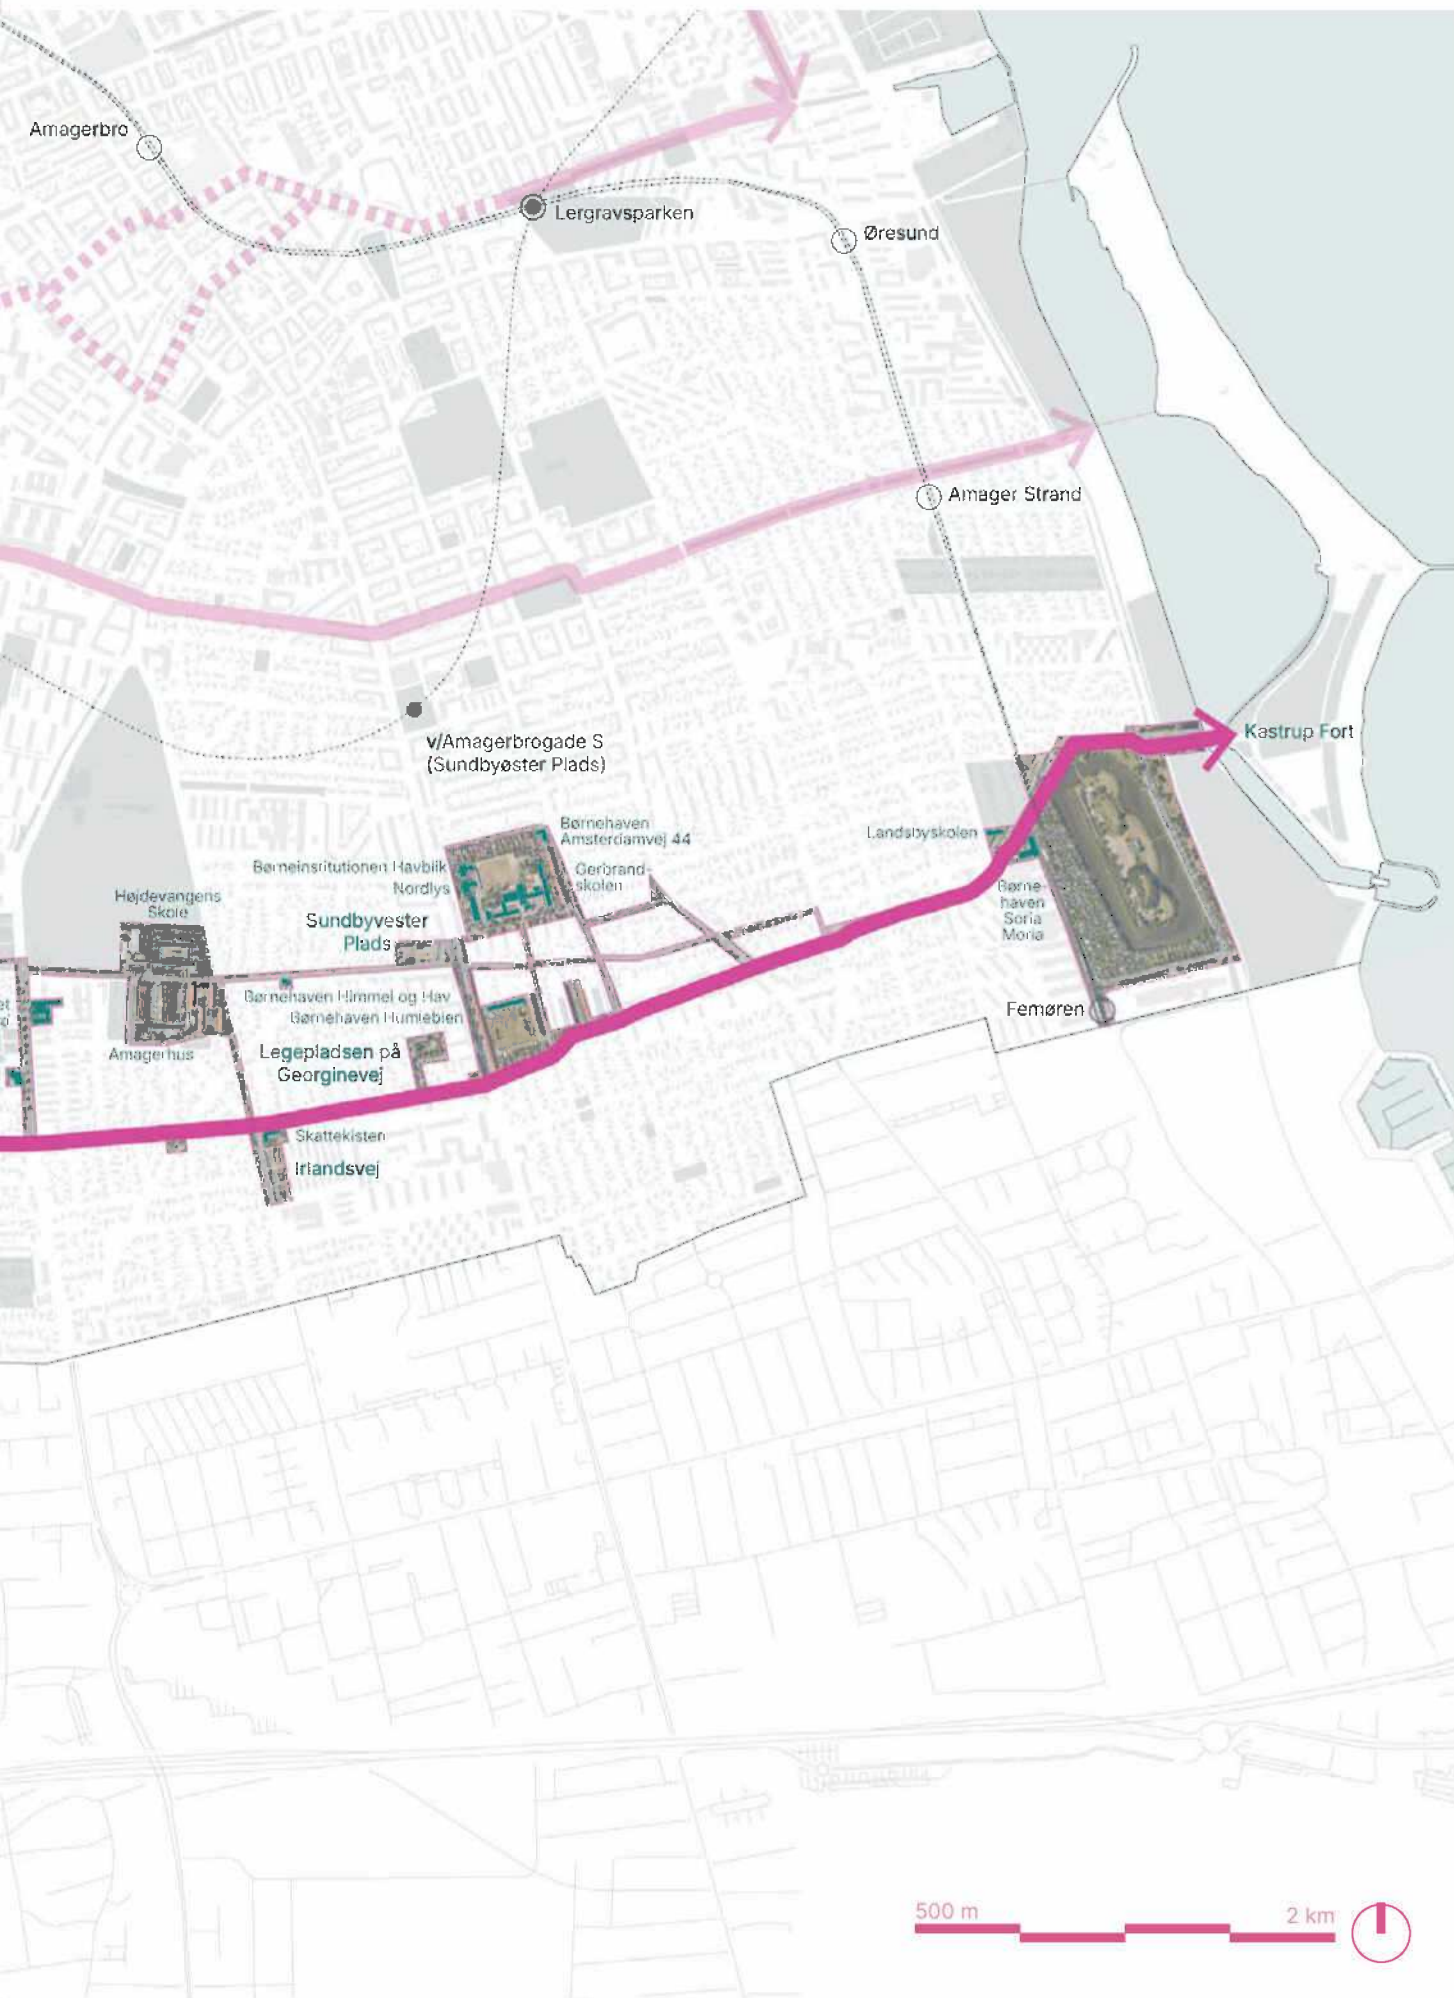 Amagerbro
Lergravsparken
Øresund
Amager Strand
Kastrup Fort
v/Amagerbrogade S
(Sundbyøster Plads)
Børnehaven
Amsterdamvej 44
Landsbyskolen
Børneinsritutionen Havblik
Nordlys
Gerbrand-
skolen
Højdevangens
Skole
Sundbyvester
Plads
Børne-
haven
Soria
Moria
Børnehaven Himmel og Hav
Børnehaven Humlebien
Femøren
Amagerhus
Legepladsen på
Georginevej
Skattekisten
Irlandsvej
500 m
2 km